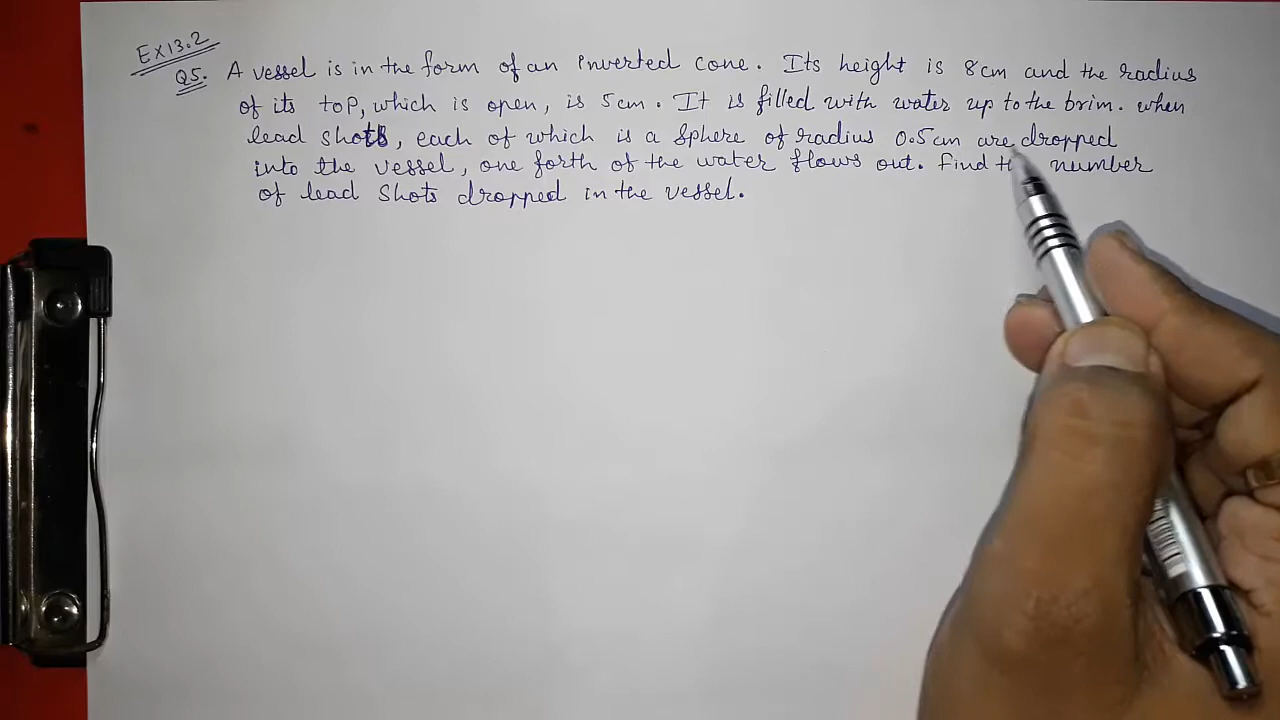 Ex13.2
Q5. A vessel is in the form of an inverted cone. Its height is 8cm and the radius
of its top, which is open, is 5cm. It is filled with water up to the brim. when
lead shots, each of which is a sphere of radius 0.5cm are dropped
into the vessel, one forth of the water flows out. Find the number
of lead shots dropped in the vessel.